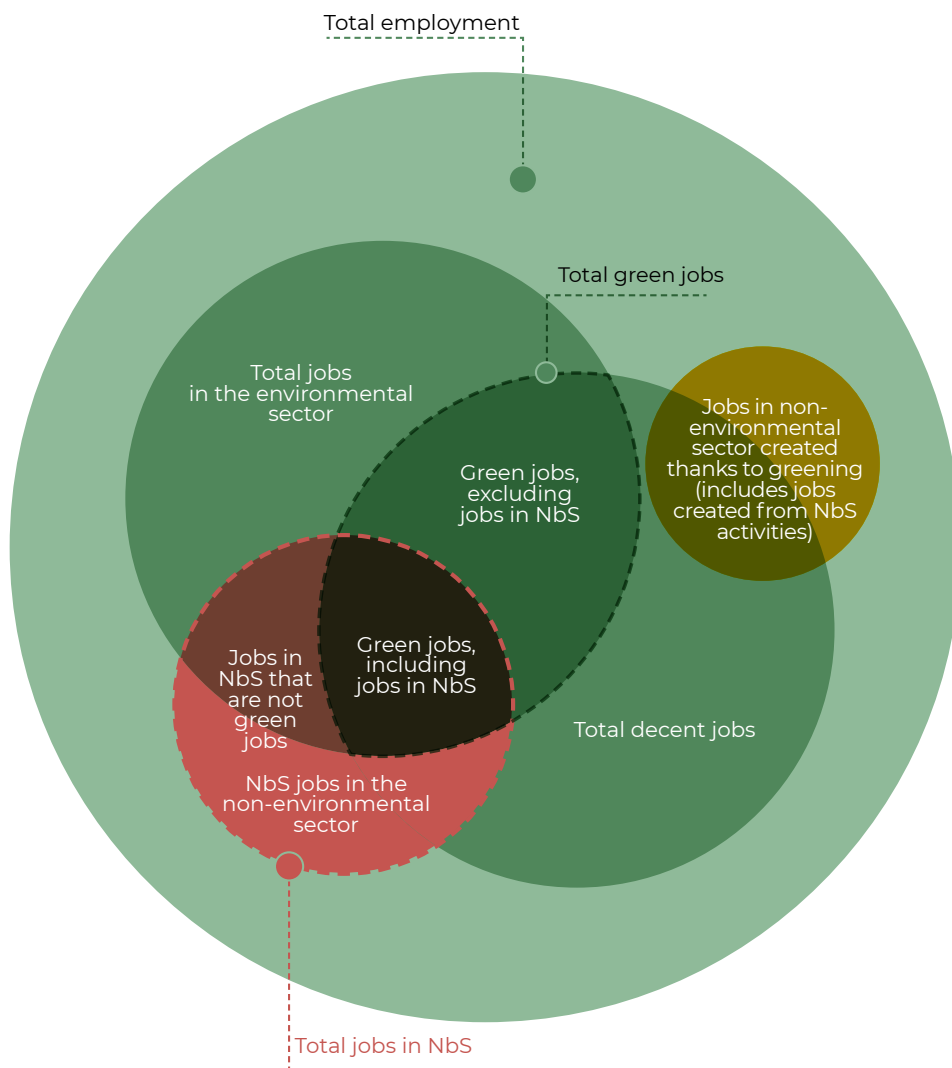 Total employment
Total green jobs
Total jobs
in the environmental
sector
Jobs in non-
environmental
sector created
thanks to greening
(includes jobs
created from NbS
activities)
Green jobs,
excluding
jobs in NbS
Green jobs,
including
jobs in NbS
Jobs in
NbS that
are not
green
jobs
Total decent jobs
NbS jobs in the
non-environmental
sector
Total jobs in NbS